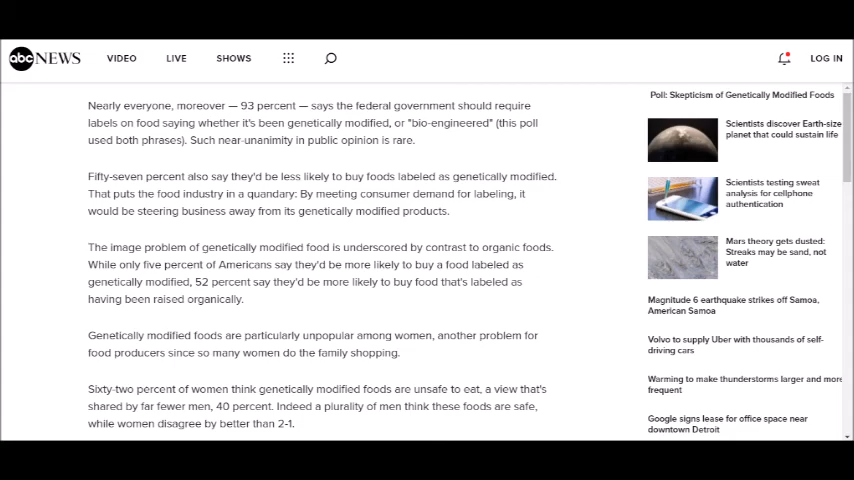 abc NEWS VIDEO LIVE SHOWS LOG IN
Nearly everyone, moreover — 93 percent — says the federal government should require
labels on food saying whether it's been genetically modified, or "bio-engineered" (this poll
used both phrases). Such near-unanimity in public opinion is rare.
Fifty-seven percent also say they'd be less likely to buy foods labeled as genetically modified.
That puts the food industry in a quandary: By meeting consumer demand for labeling, it
would be steering business away from its genetically modified products.
The image problem of genetically modified food is underscored by contrast to organic foods.
While only five percent of Americans say they'd be more likely to buy a food labeled as
genetically modified, 52 percent say they'd be more likely to buy food that's labeled as
having been raised organically.
Genetically modified foods are particularly unpopular among women, another problem for
food producers since so many women do the family shopping.
Sixty-two percent of women think genetically modified foods are unsafe to eat, a view that's
shared by far fewer men, 40 percent. Indeed a plurality of men think these foods are safe,
while women disagree by better than 2-1.
Poll: Skepticism of Genetically Modified Foods
Scientists discover Earth-size
planet that could sustain life
Scientists testing sweat
analysis for cellphone
authentication
Mars theory gets dusted:
Streaks may be sand, not
water
Magnitude 6 earthquake strikes off Samoa,
American Samoa
Volvo to supply Uber with thousands of self-
driving cars
Warming to make thunderstorms larger and more
frequent
Google signs lease for office space near
downtown Detroit